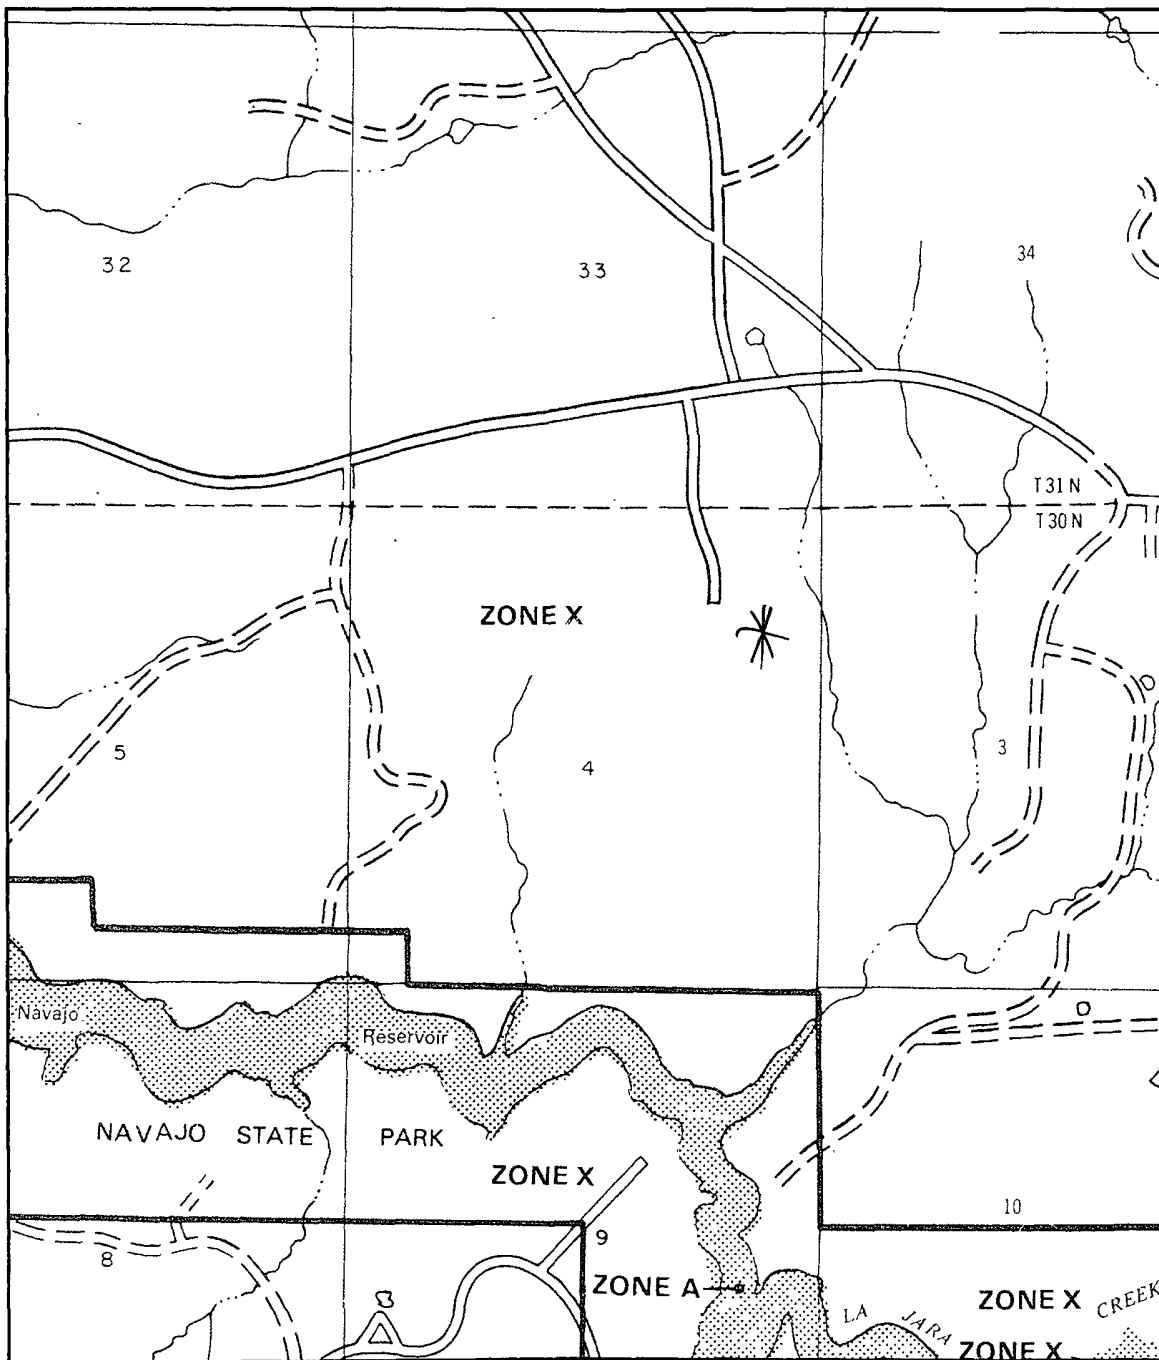 32
33
34
T31N
T30N
ZONE X
5
4
3
Navajo
Reservoir
NAVAJO STATE PARK
ZONE X
10
8
9
ZONE A
ZONE X
LA JARA CREEK
ZONE X